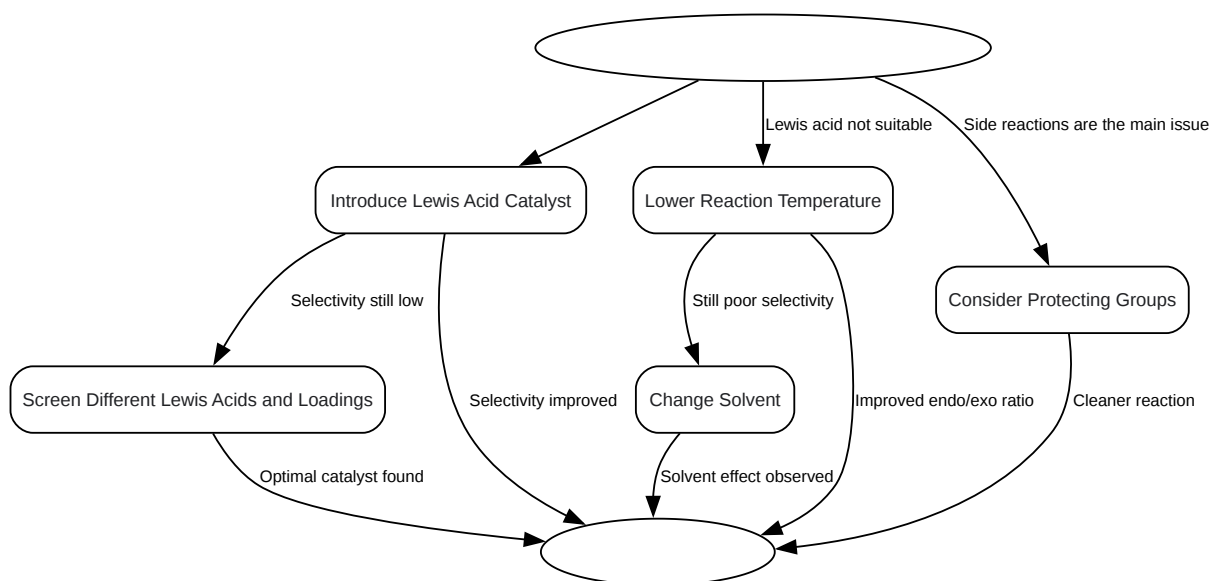 Lewis acid not suitable
Side reactions are the main issue
Introduce Lewis Acid Catalyst
Lower Reaction Temperature
Selectivity still low
Still poor selectivity
Consider Protecting Groups
Screen Different Lewis Acids and Loadings
Selectivity improved
Change Solvent
Improved endo/exo ratio
Cleaner reaction
Optimal catalyst found
Solvent effect observed